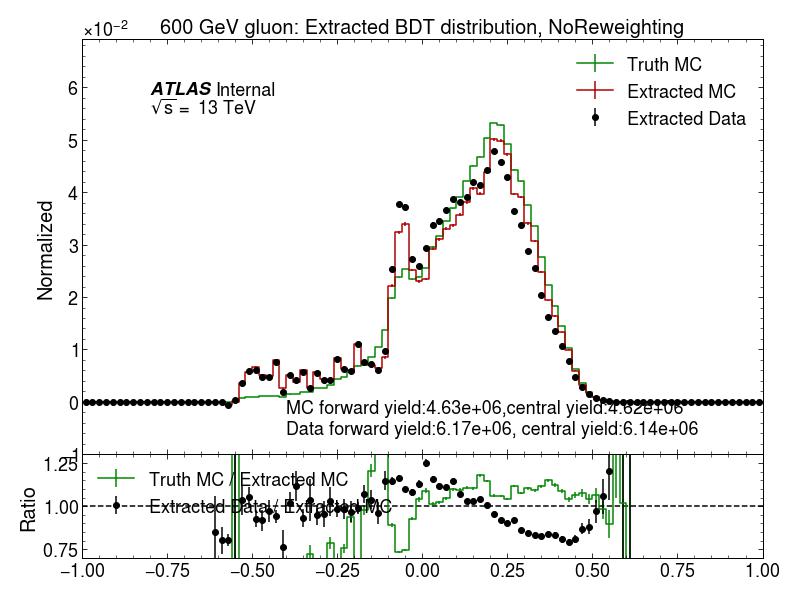 ×10⁻² 600 GeV gluon: Extracted BDT distribution, NoReweighting
ATLAS Internal
√s = 13 TeV
Truth MC
Extracted MC
Extracted Data
Normalized
6
5
4
3
2
1
0
1
MC forward yield:4.63e+06,central yield:4.62e+06
Data forward yield:6.17e+06, central yield:6.14e+06
Truth MC / Extracted MC
Extracted Data / Extracted MC
Ratio
1.25
1.00
0.75
−1.00 −0.75 −0.50 −0.25 0.00 0.25 0.50 0.75 1.00